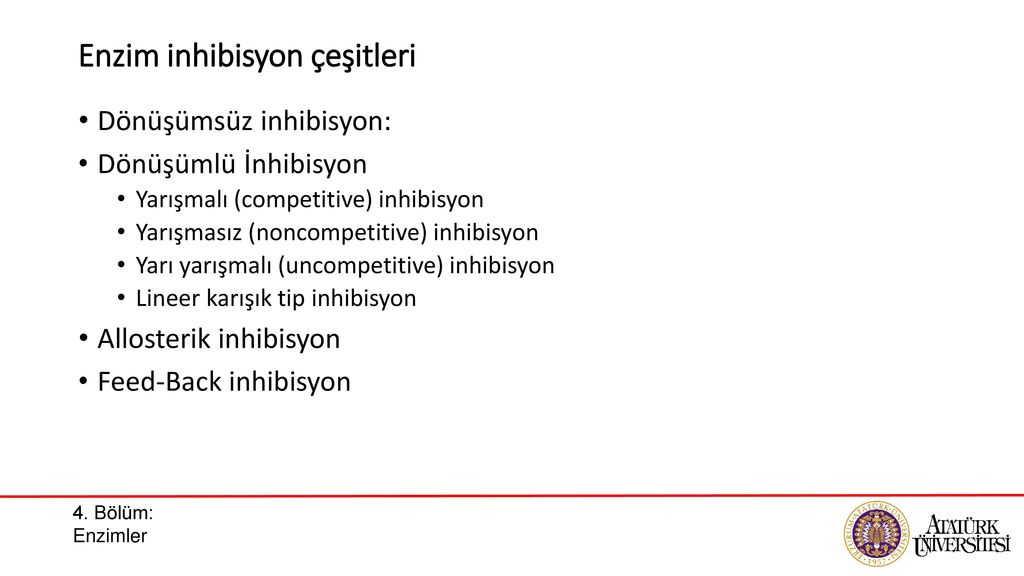 Enzim inhibisyon çeşitleri
• Dönüşümsüz inhibisyon:
• Dönüşümlü İnhibisyon
• Yarışmalı (competitive) inhibisyon
• Yarışmasız (noncompetitive) inhibisyon
• Yarı yarışmalı (uncompetitive) inhibisyon
• Lineer karışık tip inhibisyon
• Allosterik inhibisyon
• Feed-Back inhibisyon
4. Bölüm:
Enzimler
ERZURUM·ATATÜRK·ÜNİVERSİTESİ
·1957·
ATATÜRK
ÜNİVERSİTESİ